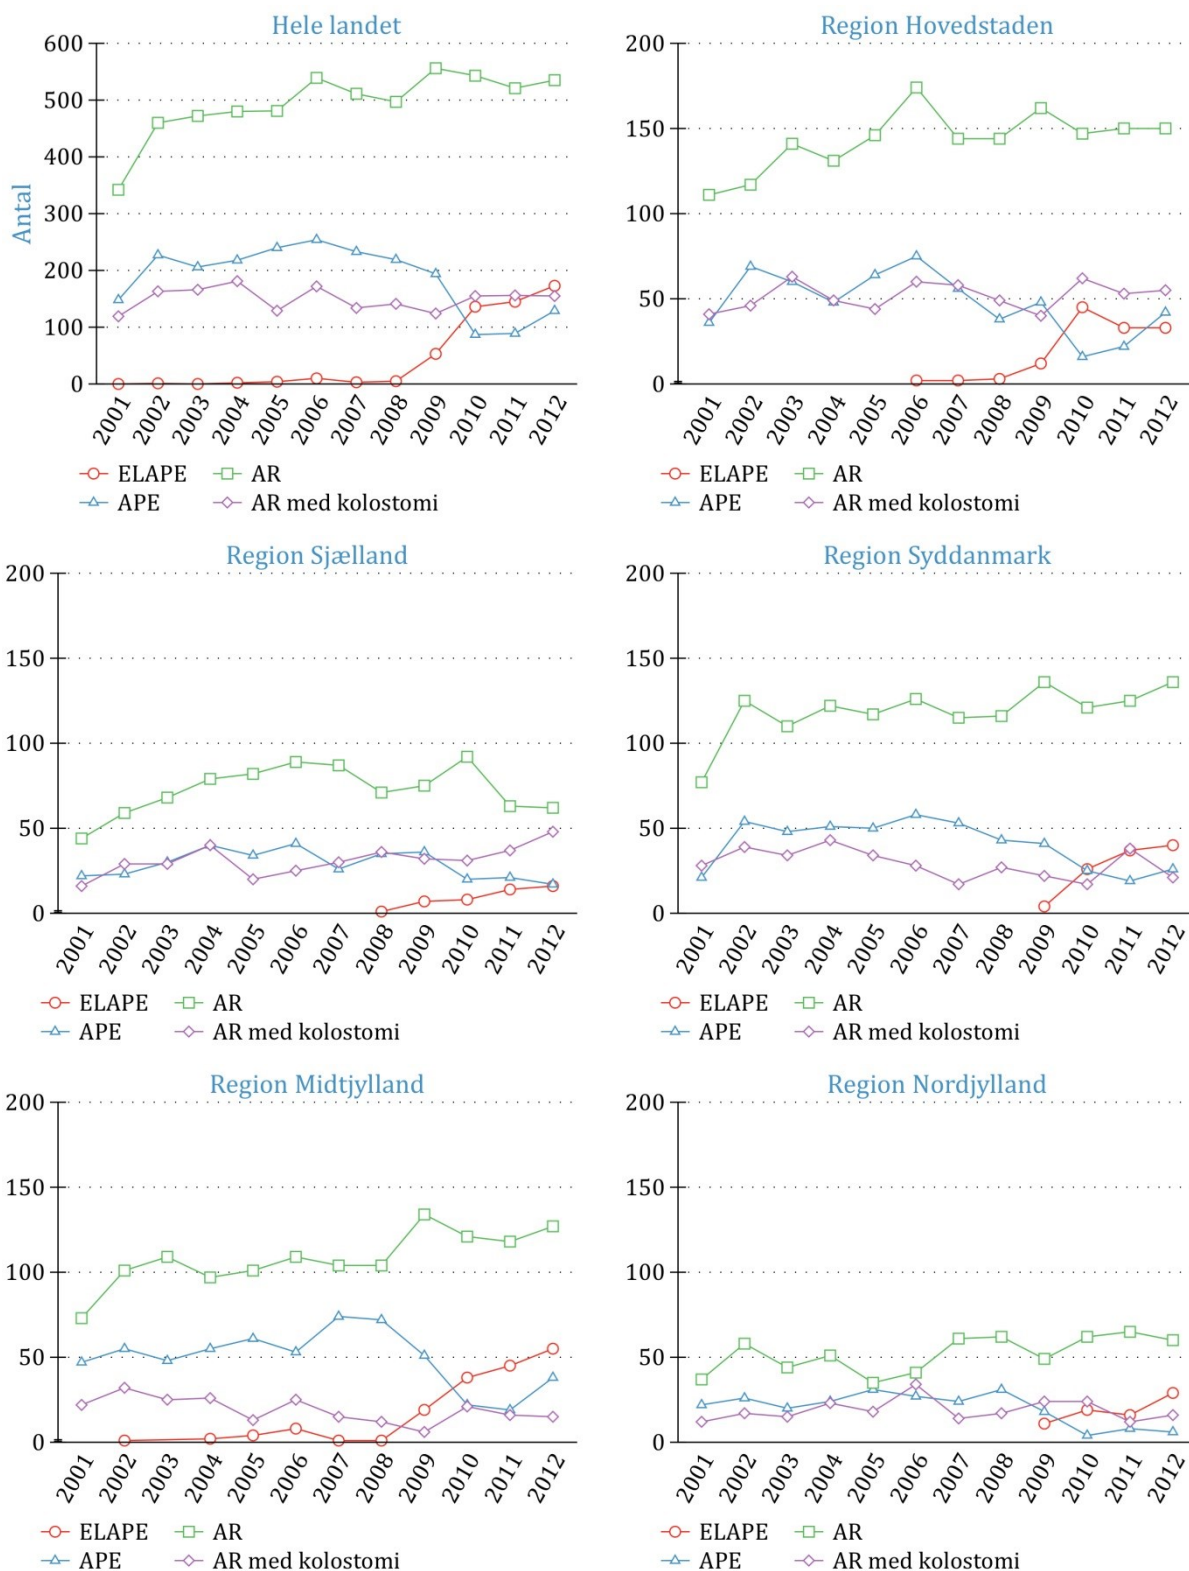 Hele landet
Antal
600
500
400
300
200
100
0
2001 2002 2003 2004 2005 2006 2007 2008 2009 2010 2011 2012
ELAPE AR
APE AR med kolostomi
Region Hovedstaden
200
150
100
50
0
2001 2002 2003 2004 2005 2006 2007 2008 2009 2010 2011 2012
ELAPE AR
APE AR med kolostomi
Region Sjælland
200
150
100
50
0
2001 2002 2003 2004 2005 2006 2007 2008 2009 2010 2011 2012
ELAPE AR
APE AR med kolostomi
Region Syddanmark
200
150
100
50
0
2001 2002 2003 2004 2005 2006 2007 2008 2009 2010 2011 2012
ELAPE AR
APE AR med kolostomi
Region Midtjylland
200
150
100
50
0
2001 2002 2003 2004 2005 2006 2007 2008 2009 2010 2011 2012
ELAPE AR
APE AR med kolostomi
Region Nordjylland
200
150
100
50
0
2001 2002 2003 2004 2005 2006 2007 2008 2009 2010 2011 2012
ELAPE AR
APE AR med kolostomi